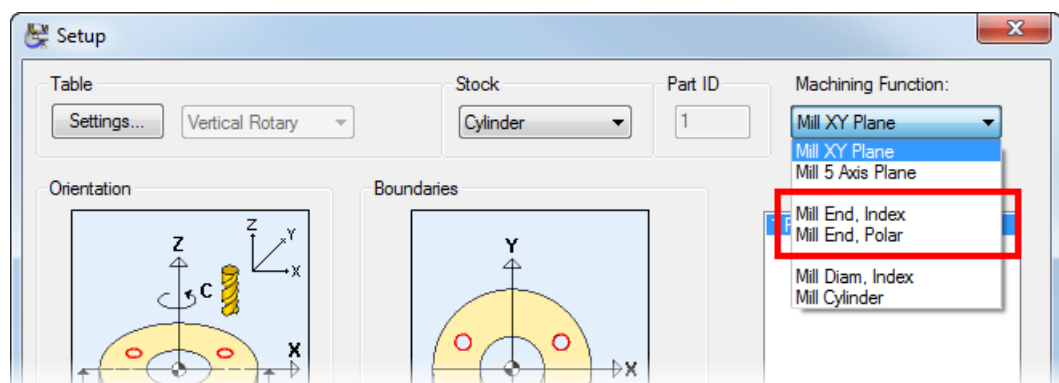 Setup
Table
Stock
Part ID
Machining Function:
Settings...
Vertical Rotary
Cylinder
1
Mill XY Plane
Mill XY Plane
Mill 5 Axis Plane
Mill End, Index
Mill End, Polar
Mill Diam, Index
Mill Cylinder
Orientation
Boundaries
Z
Z
Y
X
C
X
Y
X